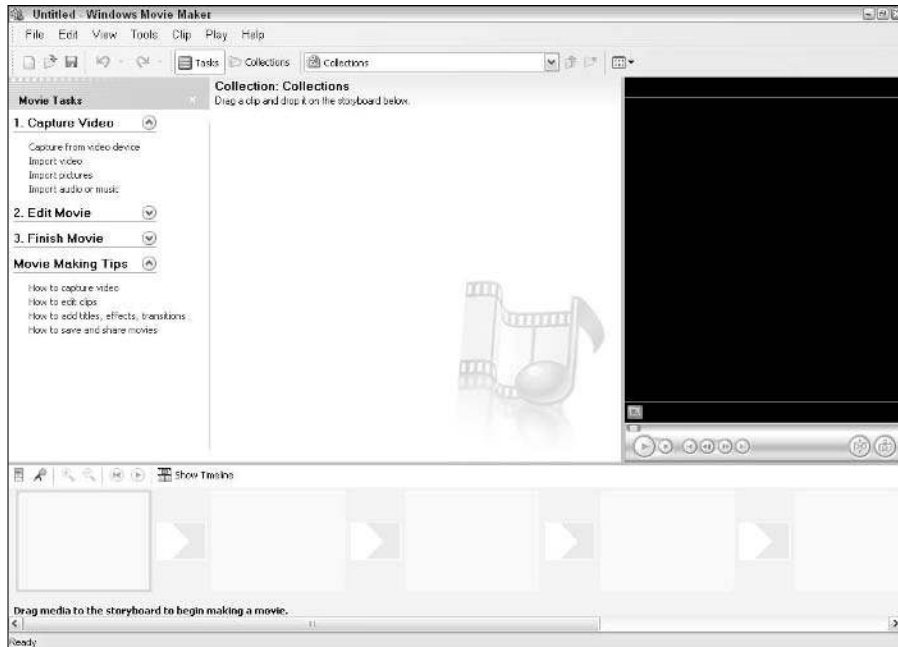 Untitled - Windows Movie Maker
File Edit View Tools Clip Play Help
Tasks Collections Collections
Movie Tasks
Collection: Collections
Drag a clip and drop it on the storyboard below.
1. Capture Video
Capture from video device
Import video
Import pictures
Import audio or music
2. Edit Movie
3. Finish Movie
Movie Making Tips
How to capture video
How to edit clips
How to add titles, effects, transitions
How to save and share movies
Show Timeline
Drag media to the storyboard to begin making a movie.
Ready